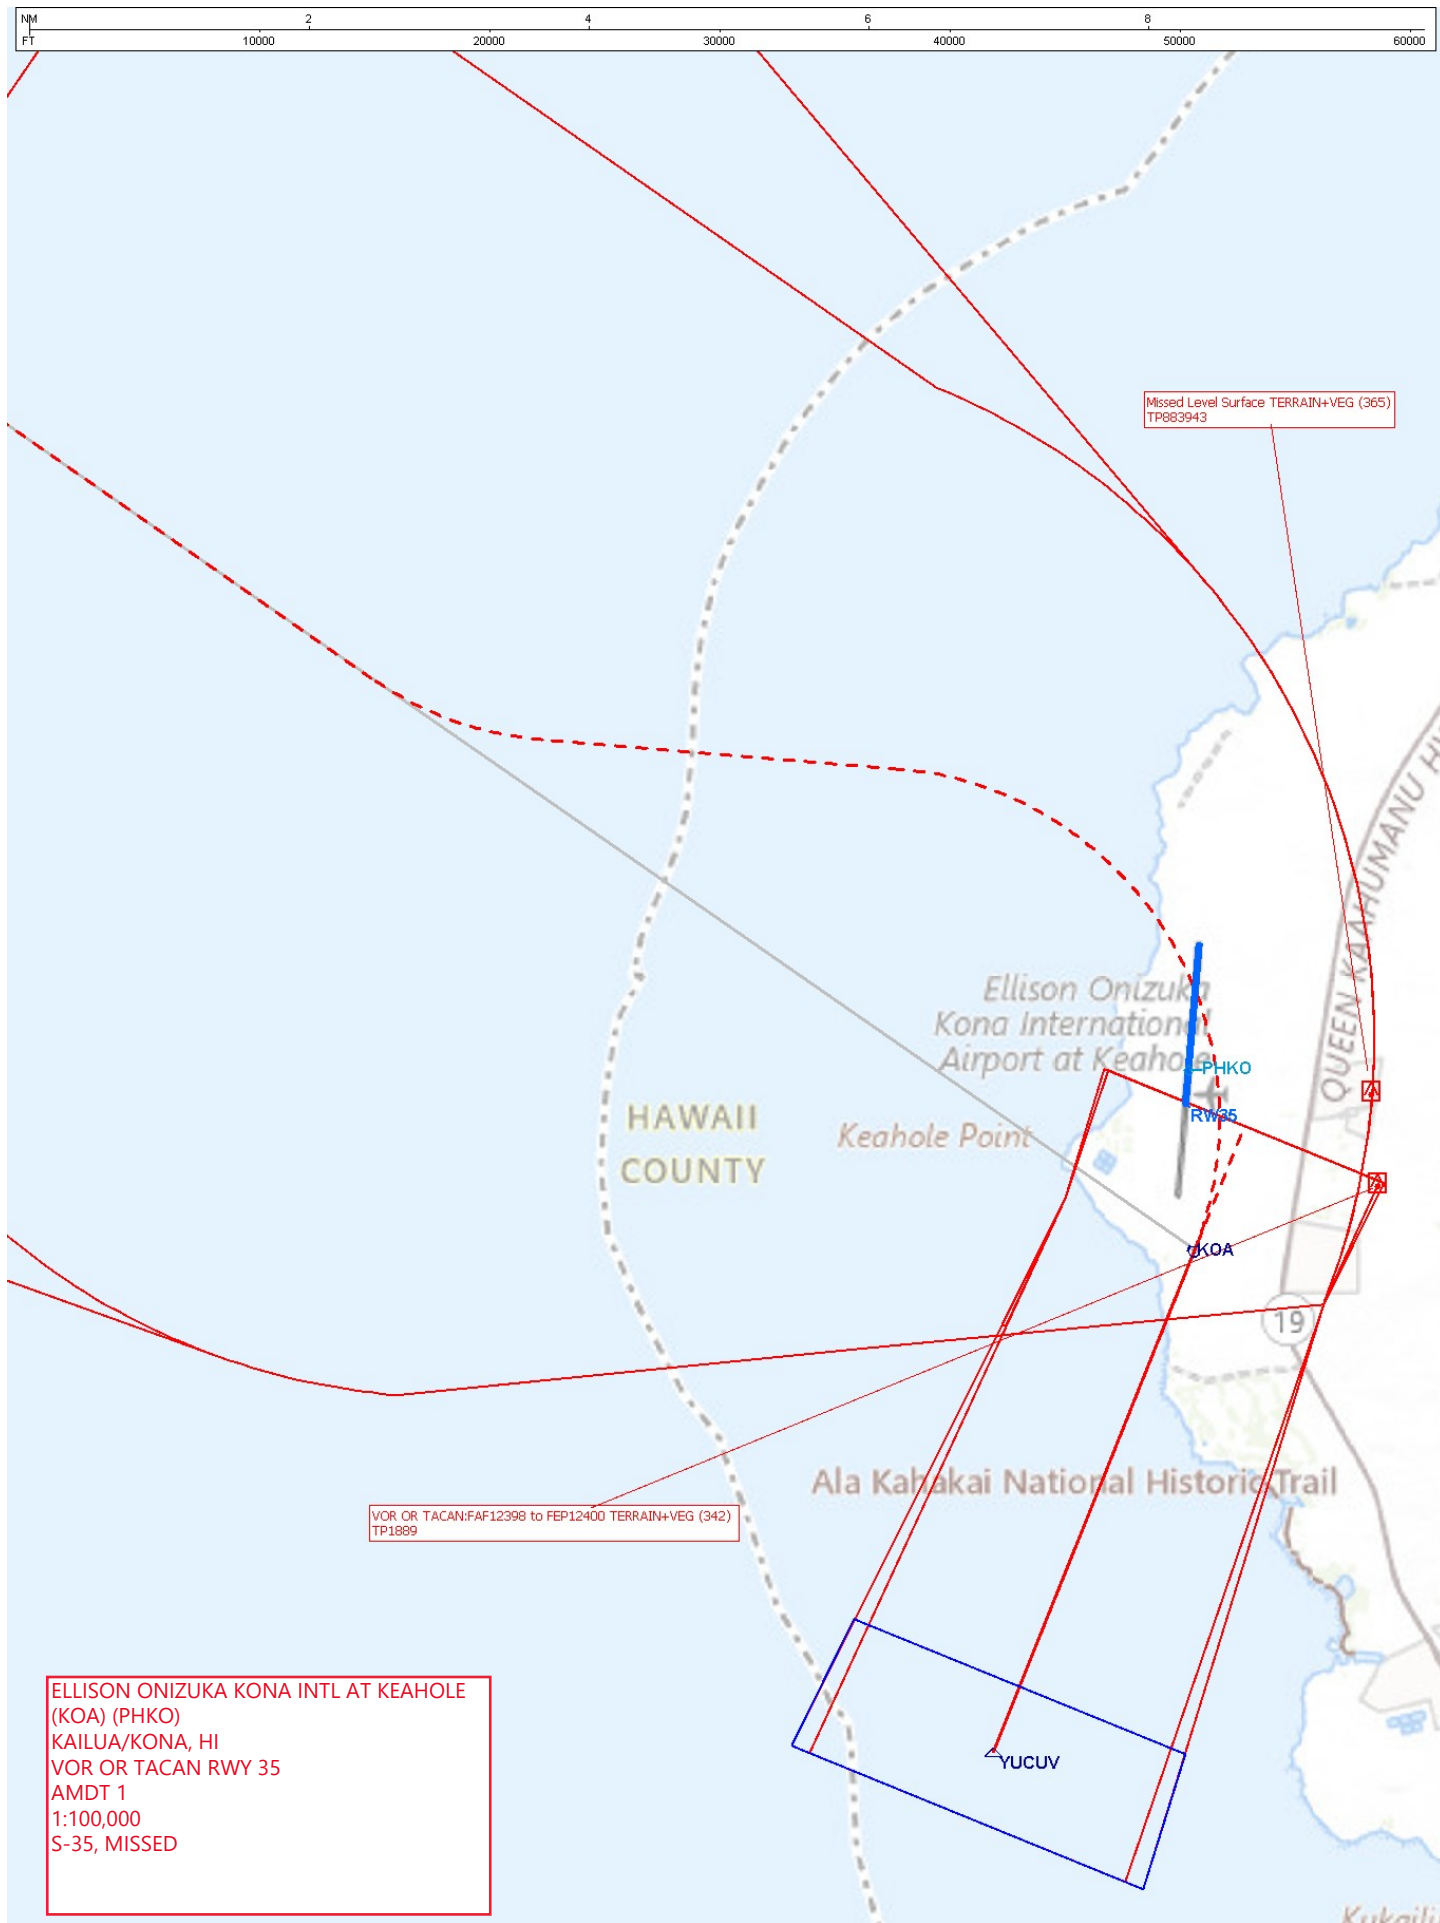 NM 2 4 6 8
FT 10000 20000 30000 40000 50000 60000
Missed Level Surface TERRAIN+VEG (365)
TP883943
QUEEN KAAHUMANU
Ellison Onizuka
Kona International
Airport at Keahole
PHKO
RW35
HAWAII
COUNTY
Keahole Point
KOA
19
Ala Kahakai National Historic Trail
VOR OR TACAN:FAF12398 to FEP12400 TERRAIN+VEG (342)
TP1889
YUCUV
ELLISON ONIZUKA KONA INTL AT KEAHOLE
(KOA) (PHKO)
KAILUA/KONA, HI
VOR OR TACAN RWY 35
AMDT 1
1:100,000
S-35, MISSED